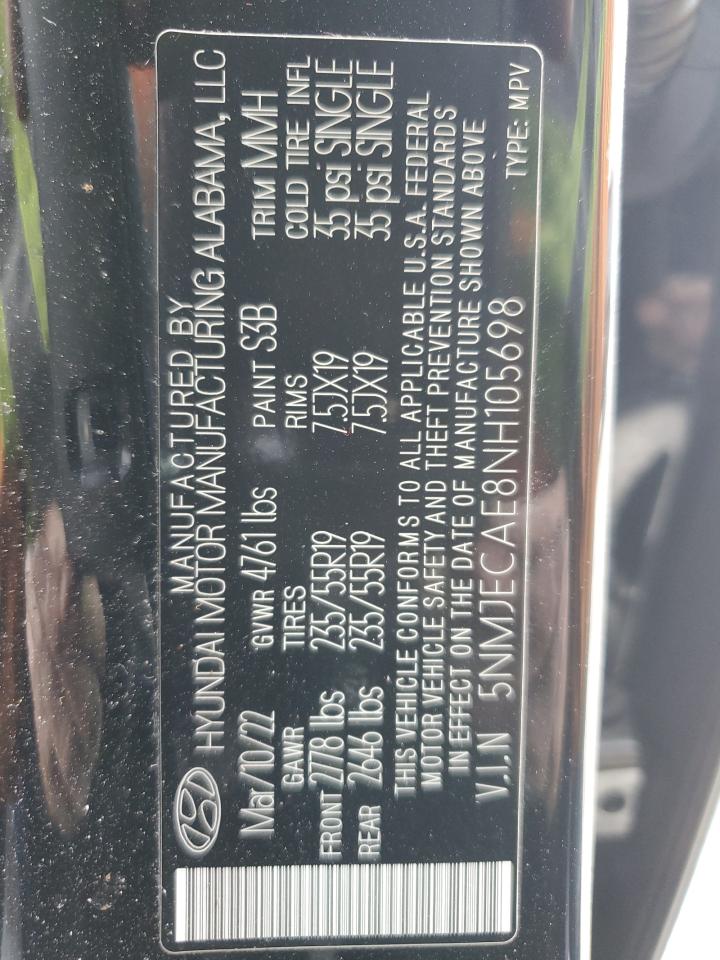 MANUFACTURED BY
HYUNDAI MOTOR MANUFACTURING ALABAMA, LLC
Mar/10/22 GVWR 4761 lbs PAINT S3B TRIM MMH
GAWR TIRES RIMS COLD TIRE INFL
FRONT 2778 lbs 235/55R19 7.5JX19 35 psi SINGLE
REAR 2646 lbs 235/55R19 7.5JX19 35 psi SINGLE
THIS VEHICLE CONFORMS TO ALL APPLICABLE U.S.A. FEDERAL
MOTOR VEHICLE SAFETY AND THEFT PREVENTION STANDARDS
IN EFFECT ON THE DATE OF MANUFACTURE SHOWN ABOVE
V.I.N 5NMJECAE8NH105698 TYPE: MPV